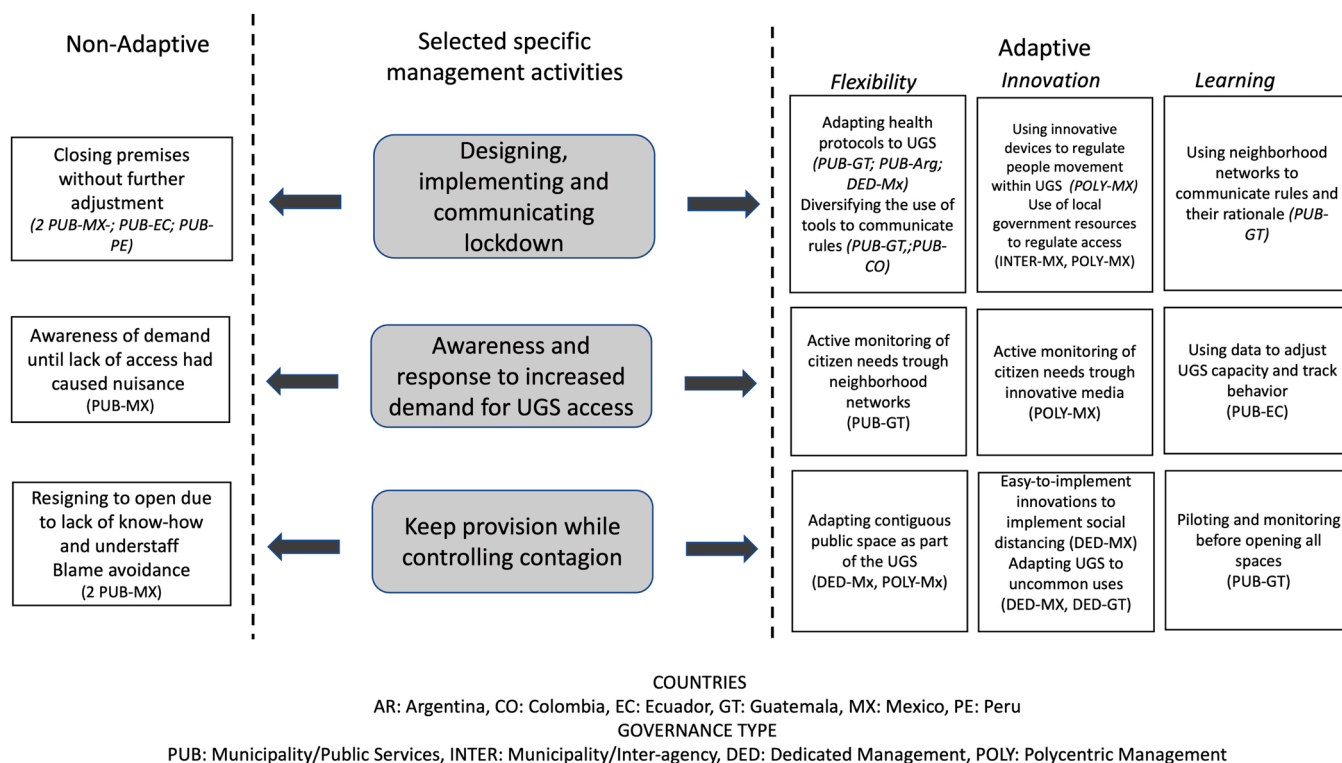 Non-Adaptive
Selected specific
management activities
Adaptive
Flexibility
Innovation
Learning
Closing premises
without further
adjustment
(2 PUB-MX-; PUB-EC; PUB-
PE)
Designing,
implementing and
communicating
lockdown
Adapting health
protocols to UGS
(PUB-GT; PUB-Arg;
DED-Mx)
Diversifying the use of
tools to communicate
rules (PUB-GT,;PUB-
CO)
Using innovative
devices to regulate
people movement
within UGS (POLY-MX)
Use of local
government resources
to regulate access
(INTER-MX, POLY-MX)
Using neighborhood
networks to
communicate rules and
their rationale (PUB-
GT)
Awareness of demand
until lack of access had
caused nuisance
(PUB-MX)
Awareness and
response to increased
demand for UGS access
Active monitoring of
citizen needs trough
neighborhood
networks
(PUB-GT)
Active monitoring of
citizen needs trough
innovative media
(POLY-MX)
Using data to adjust
UGS capacity and track
behavior
(PUB-EC)
Resigning to open due
to lack of know-how
and understaff
Blame avoidance
(2 PUB-MX)
Keep provision while
controlling contagion
Adapting contiguous
public space as part
of the UGS
(DED-Mx, POLY-Mx)
Easy-to-implement
innovations to
implement social
distancing (DED-MX)
Adapting UGS to
uncommon uses
(DED-MX, DED-GT)
Piloting and monitoring
before opening all
spaces
(PUB-GT)
COUNTRIES
AR: Argentina, CO: Colombia, EC: Ecuador, GT: Guatemala, MX: Mexico, PE: Peru
GOVERNANCE TYPE
PUB: Municipality/Public Services, INTER: Municipality/Inter-agency, DED: Dedicated Management, POLY: Polycentric Management